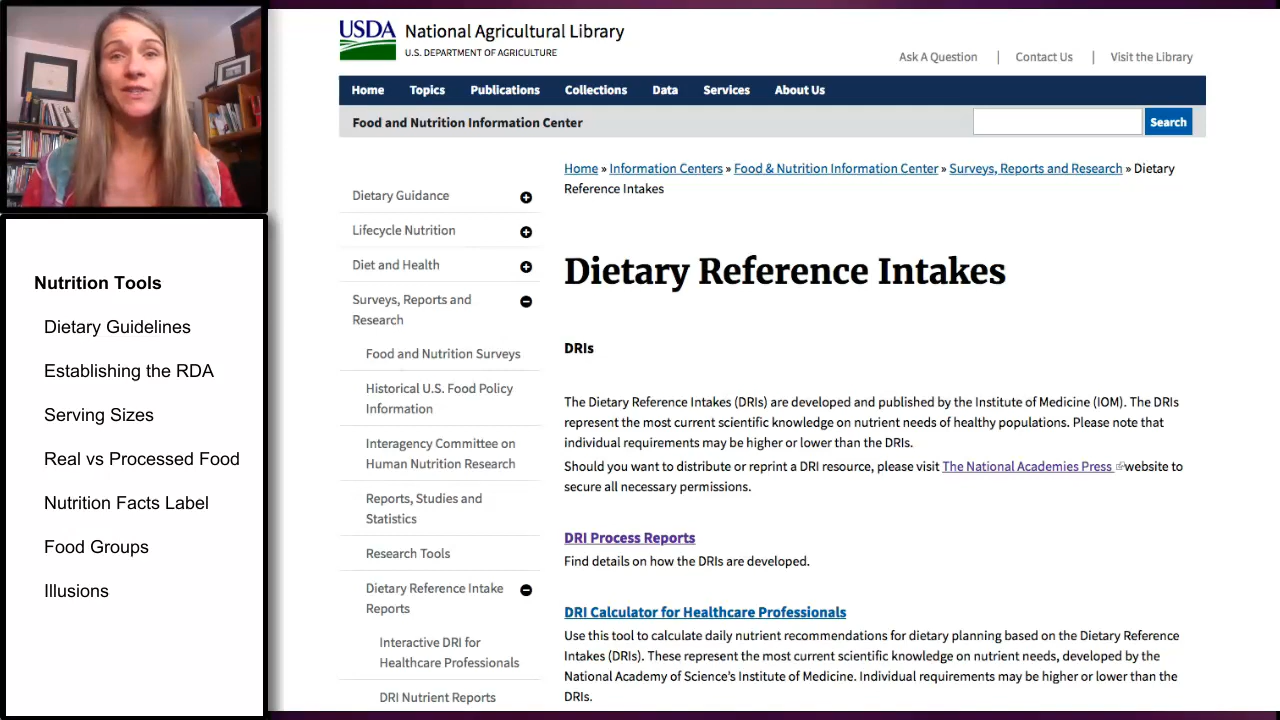 USDA
National Agricultural Library
U.S. DEPARTMENT OF AGRICULTURE
Ask A Question | Contact Us | Visit the Library
Home Topics Publications Collections Data Services About Us
Food and Nutrition Information Center
Search
Home » Information Centers » Food & Nutrition Information Center » Surveys, Reports and Research » Dietary
Reference Intakes
Dietary Guidance
Lifecycle Nutrition
Diet and Health
Surveys, Reports and
Research
Food and Nutrition Surveys
Historical U.S. Food Policy
Information
Interagency Committee on
Human Nutrition Research
Reports, Studies and
Statistics
Research Tools
Dietary Reference Intake
Reports
Interactive DRI for
Healthcare Professionals
DRI Nutrient Reports
Dietary Reference Intakes
DRIs
The Dietary Reference Intakes (DRIs) are developed and published by the Institute of Medicine (IOM). The DRIs
represent the most current scientific knowledge on nutrient needs of healthy populations. Please note that
individual requirements may be higher or lower than the DRIs.
Should you want to distribute or reprint a DRI resource, please visit The National Academies Press website to
secure all necessary permissions.
DRI Process Reports
Find details on how the DRIs are developed.
DRI Calculator for Healthcare Professionals
Use this tool to calculate daily nutrient recommendations for dietary planning based on the Dietary Reference
Intakes (DRIs). These represent the most current scientific knowledge on nutrient needs, developed by the
National Academy of Science's Institute of Medicine. Individual requirements may be higher or lower than the
DRIs.
Nutrition Tools
Dietary Guidelines
Establishing the RDA
Serving Sizes
Real vs Processed Food
Nutrition Facts Label
Food Groups
Illusions